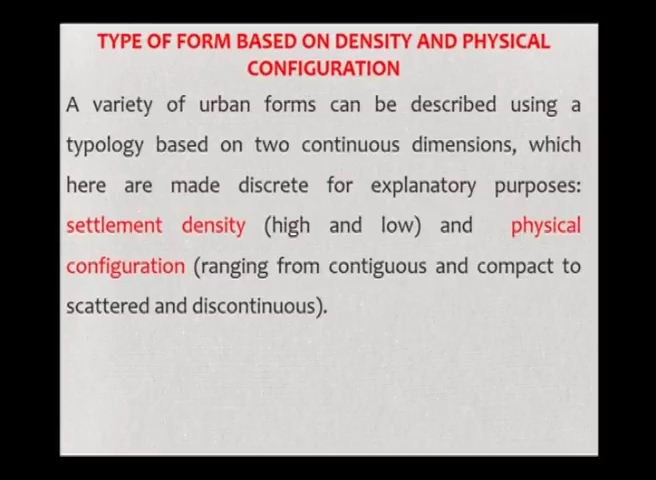 TYPE OF FORM BASED ON DENSITY AND PHYSICAL
CONFIGURATION
A variety of urban forms can be described using a
typology based on two continuous dimensions, which
here are made discrete for explanatory purposes:
settlement density (high and low) and physical
configuration (ranging from contiguous and compact to
scattered and discontinuous).